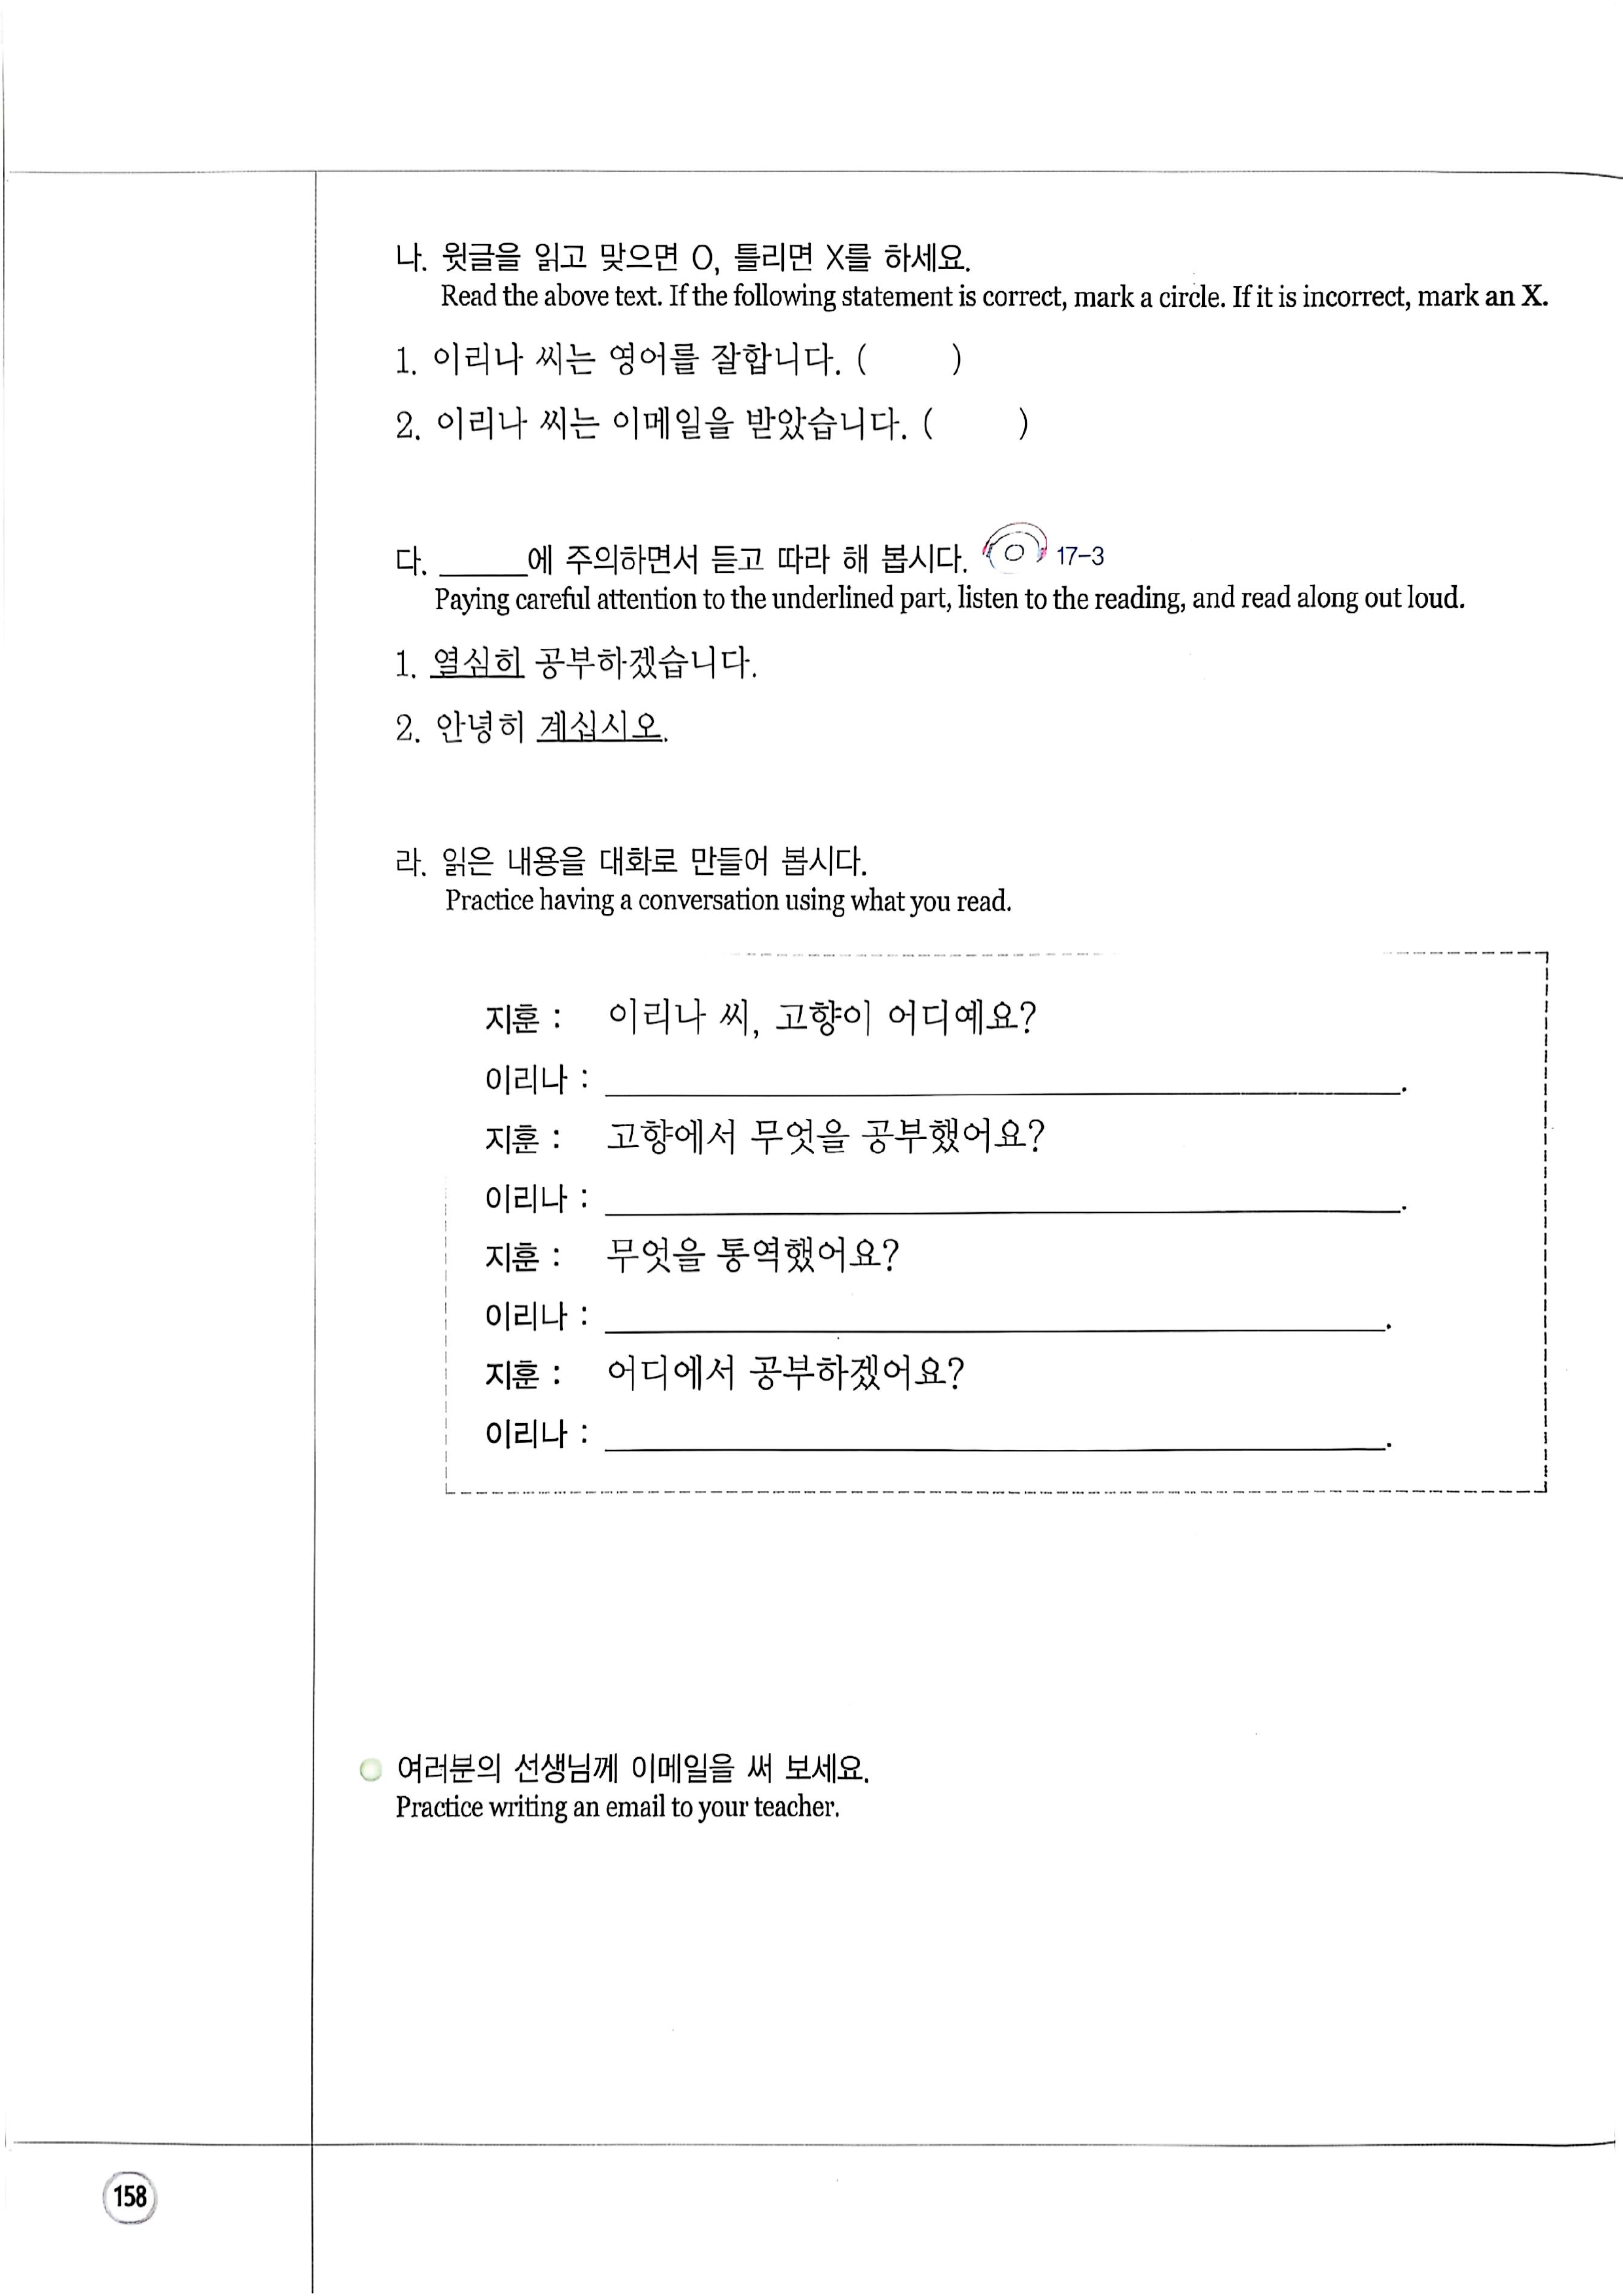 나. 윗글을 읽고 맞으면 O, 틀리면 X를 하세요.
Read the above text. If the following statement is correct, mark a circle. If it is incorrect, mark an X.
1. 이리나 씨는 영어를 잘합니다. (        )
2. 이리나 씨는 이메일을 받았습니다. (        )
다. ______에 주의하면서 듣고 따라 해 봅시다. 17-3
Paying careful attention to the underlined part, listen to the reading, and read along out loud.
1. 열심히 공부하겠습니다.
2. 안녕히 계십시오.
라. 읽은 내용을 대화로 만들어 봅시다.
Practice having a conversation using what you read.
지훈 : 이리나 씨, 고향이 어디예요?
이리나 : ______.
지훈 : 고향에서 무엇을 공부했어요?
이리나 : ______.
지훈 : 무엇을 통역했어요?
이리나 : ______.
지훈 : 어디에서 공부하겠어요?
이리나 : ______.
여러분의 선생님께 이메일을 써 보세요.
Practice writing an email to your teacher.
158